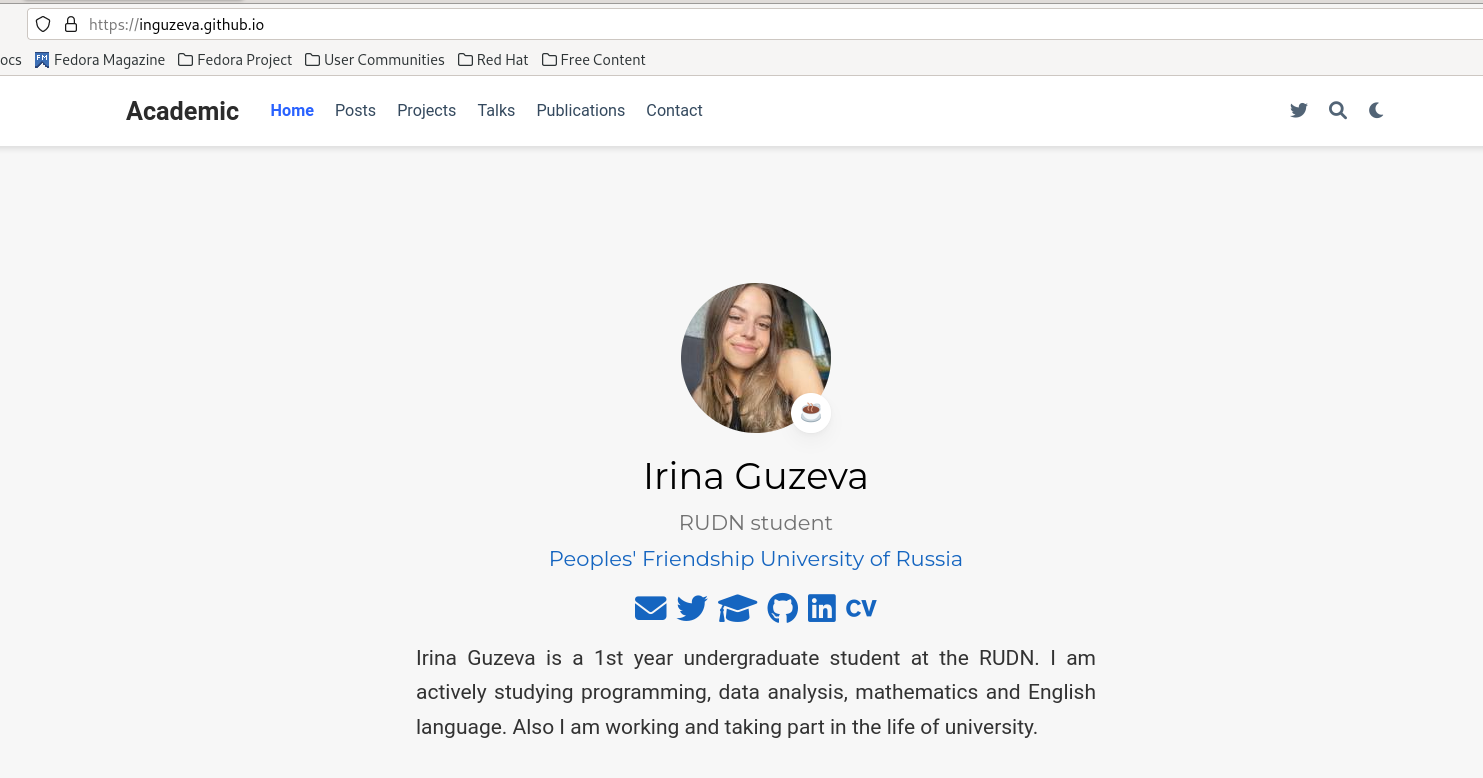 https://inguzeva.github.io
ocs Fedora Magazine Fedora Project User Communities Red Hat Free Content
Academic Home Posts Projects Talks Publications Contact
Irina Guzeva
RUDN student
Peoples' Friendship University of Russia
CV
Irina Guzeva is a 1st year undergraduate student at the RUDN. I am
actively studying programming, data analysis, mathematics and English
language. Also I am working and taking part in the life of university.